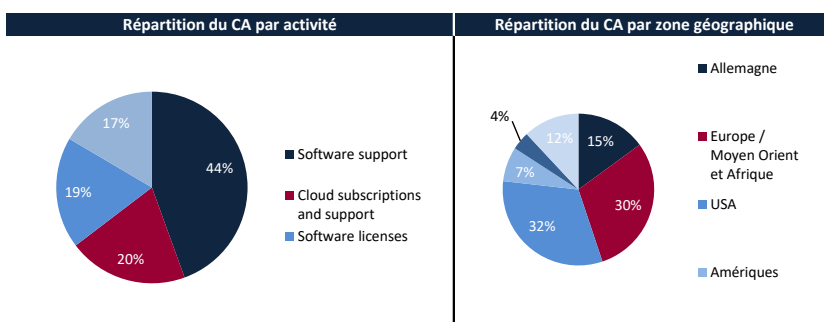 Répartition du CA par activité
17%
44%
19%
20%
Software support
Cloud subscriptions
and support
Software licenses
Répartition du CA par zone géographique
4%
12%
15%
7%
30%
32%
Allemagne
Europe /
Moyen Orient
et Afrique
USA
Amériques